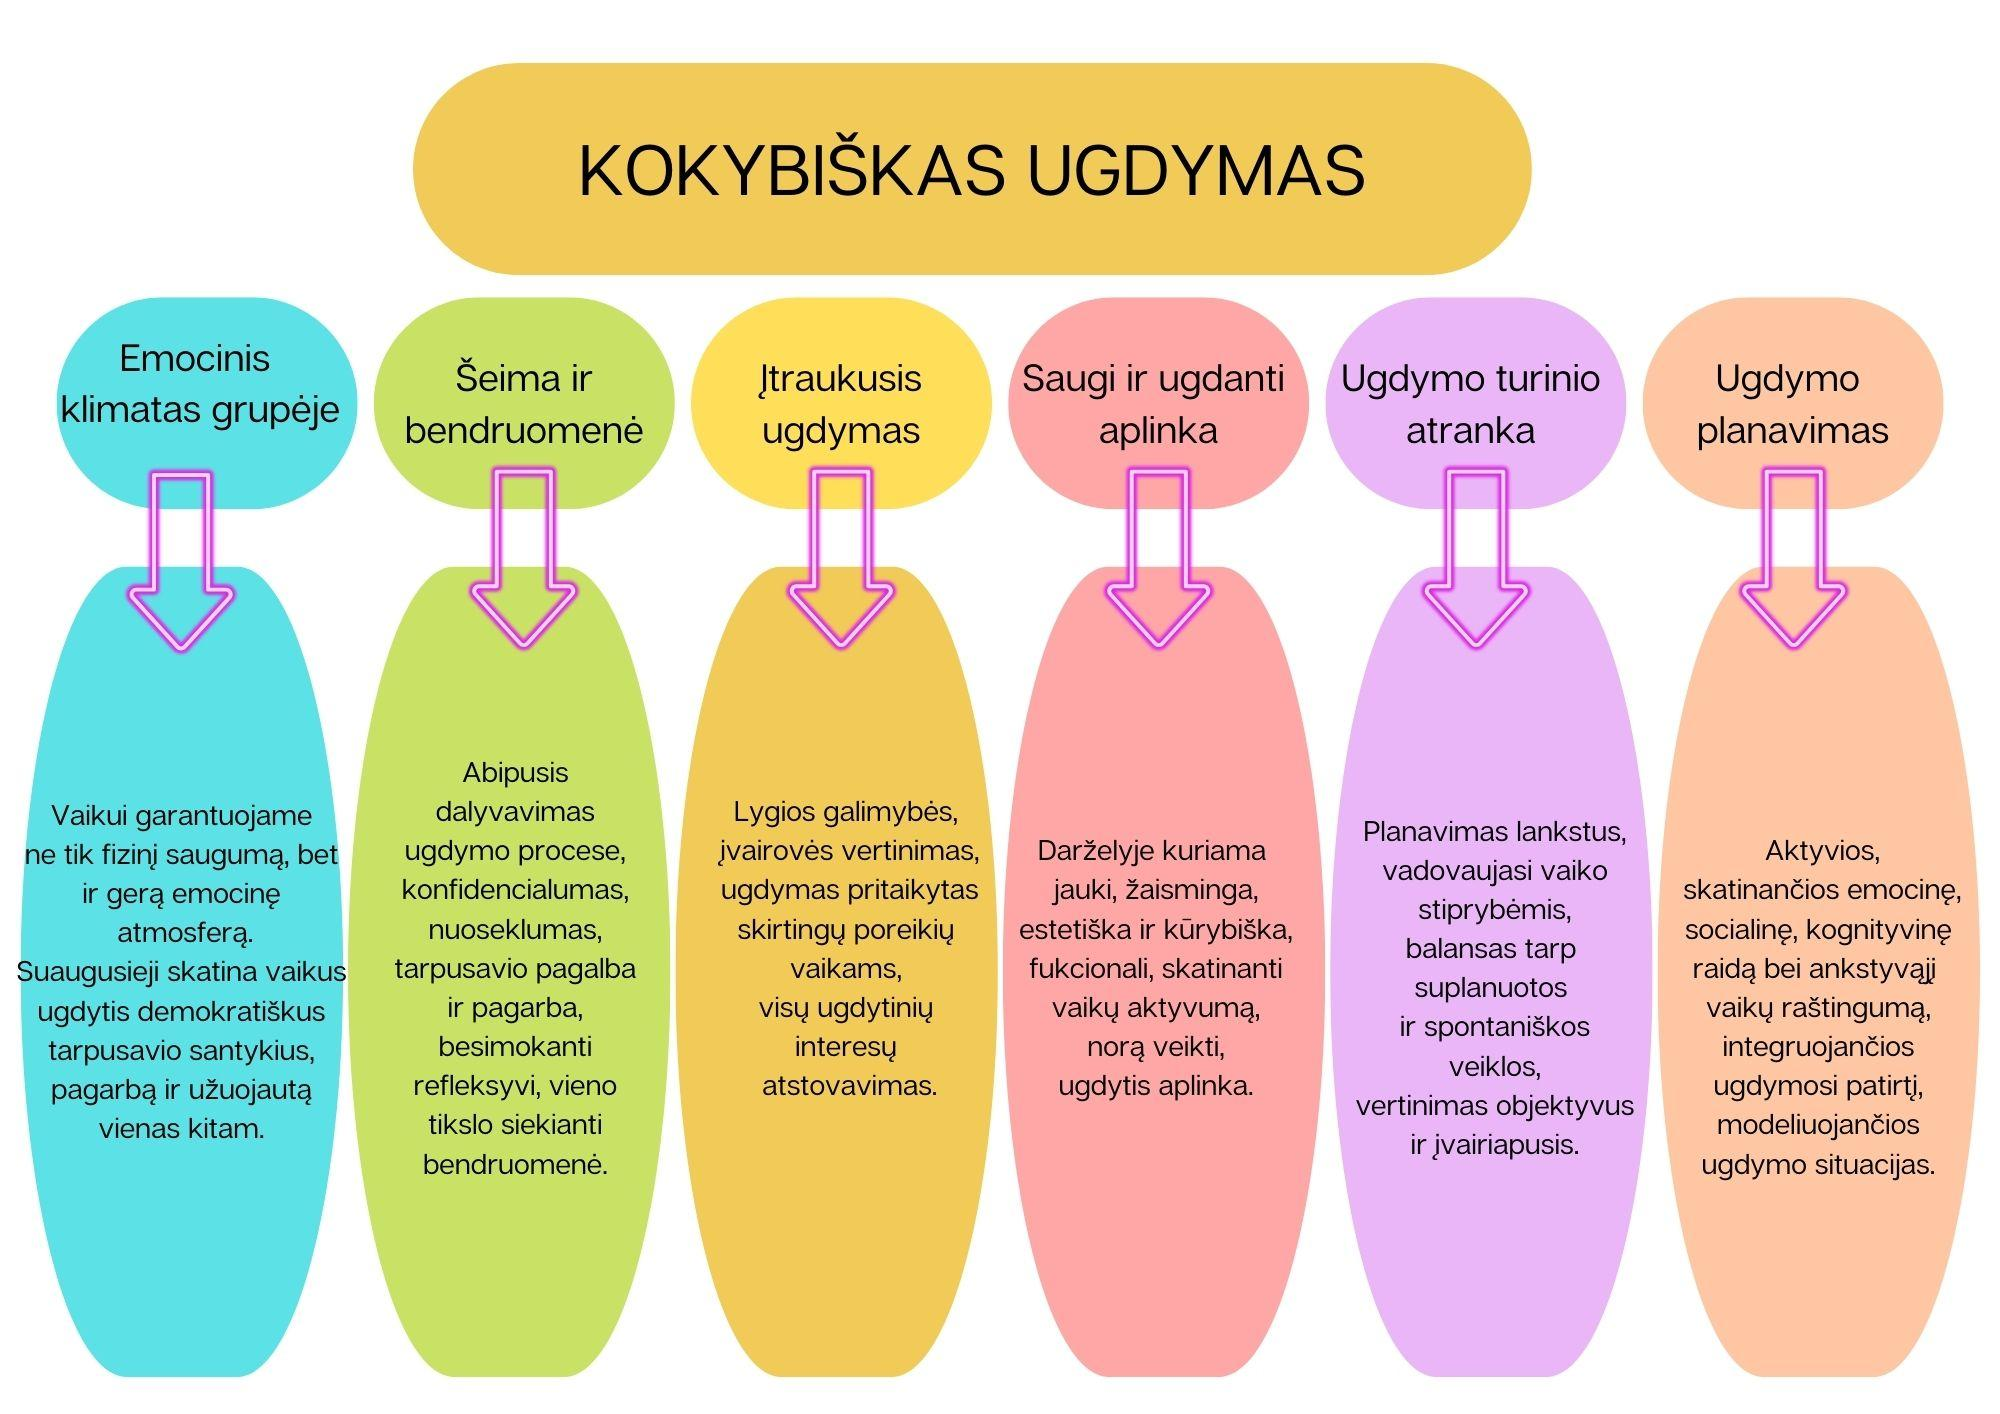 KOKYBIŠKAS UGDYMAS
Emocinis
klimatas grupėje
Šeima ir
bendruomenė
Įtraukusis
ugdymas
Saugi ir ugdanti
aplinka
Ugdymo turinio
atranka
Ugdymo
planavimas
Vaikui garantuojame
ne tik fizinį saugumą, bet
ir gerą emocinę
atmosferą.
Suaugusieji skatina vaikus
ugdytis demokratiškus
tarpusavio santykius,
pagarbą ir užuojautą
vienas kitam.
Abipusis
dalyvavimas
ugdymo procese,
konfidencialumas,
nuoseklumas,
tarpusavio pagalba
ir pagarba,
besimokanti
refleksyvi, vieno
tikslo siekianti
bendruomenė.
Lygios galimybės,
įvairovės vertinimas,
ugdymas pritaikytas
skirtingų poreikių
vaikams,
visų ugdytinių
interesų
atstovavimas.
Darželyje kuriama
jauki, žaisminga,
estetiška ir kūrybiška,
fukcionali, skatinanti
vaikų aktyvumą,
norą veikti,
ugdytis aplinka.
Planavimas lankstus,
vadovaujasi vaiko
stiprybėmis,
balansas tarp
suplanuotos
ir spontaniškos
veiklos,
vertinimas objektyvus
ir įvairiapusis.
Aktyvios,
skatinančios emocinę,
socialinę, kognityvinę
raidą bei ankstyvąjį
vaikų raštingumą,
integruojančios
ugdymosi patirtį,
modeliuojančios
ugdymo situacijas.